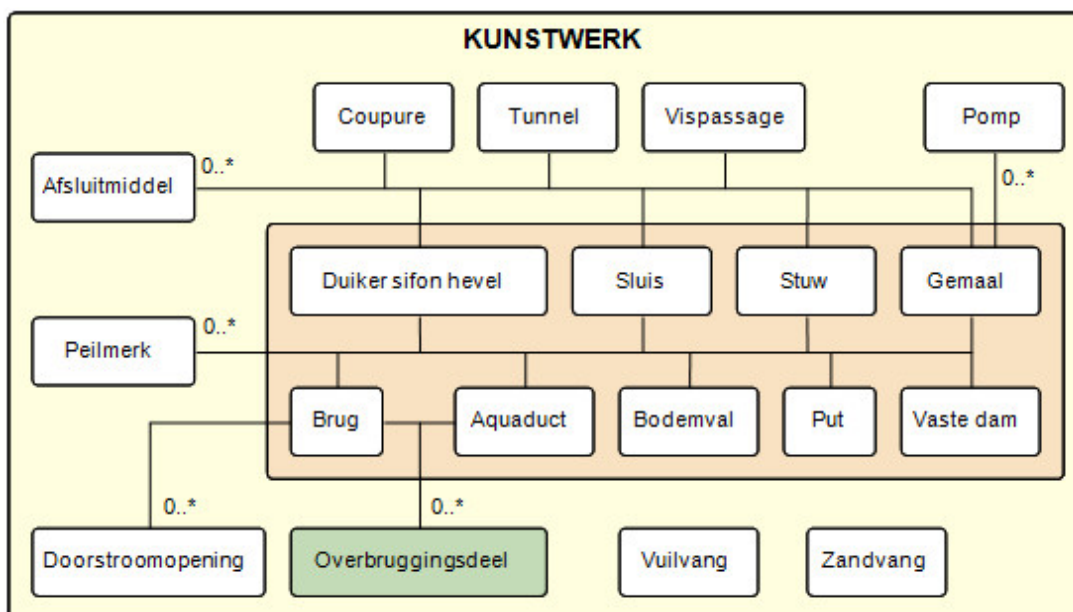 KUNSTWERK
Coupure
Tunnel
Vispassage
Pomp
Afsluitmiddel
0..*
0..*
Duiker sifon hevel
Sluis
Stuw
Gemaal
Peilmerk
0..*
Brug
Aquaduct
Bodemval
Put
Vaste dam
0..*
0..*
Doorstroomopening
Overbruggingsdeel
Vuilvang
Zandvang